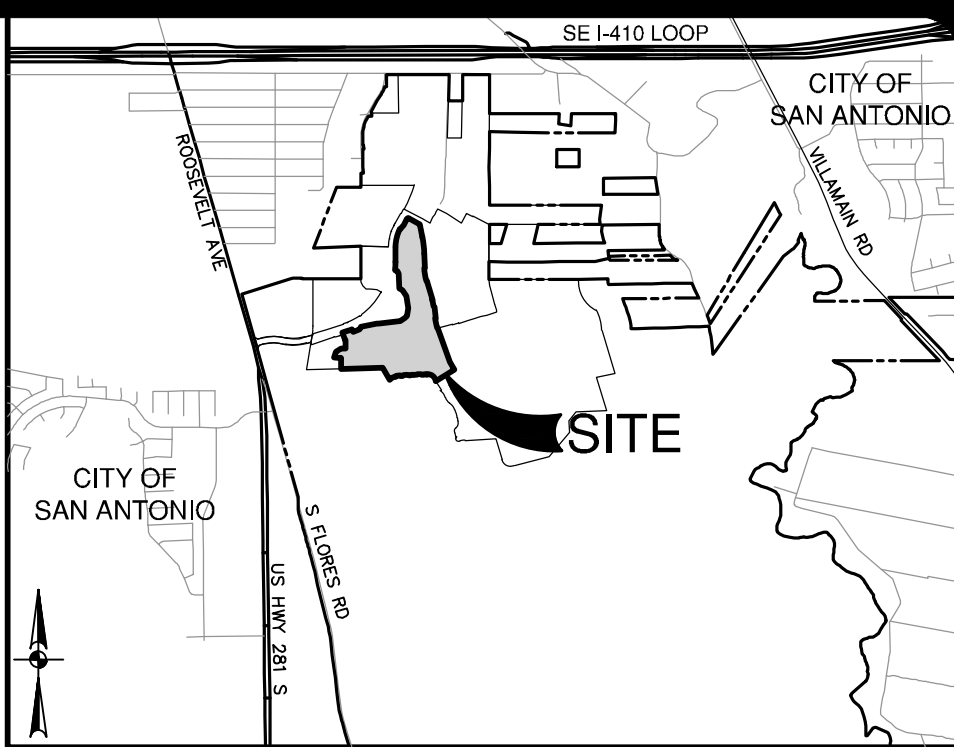 SE I-410 LOOP
CITY OF
SAN ANTONIO
ROOSEVELT AVE
VILLAMAIN RD
SITE
CITY OF
SAN ANTONIO
S FLORES RD
US HWY 281 S